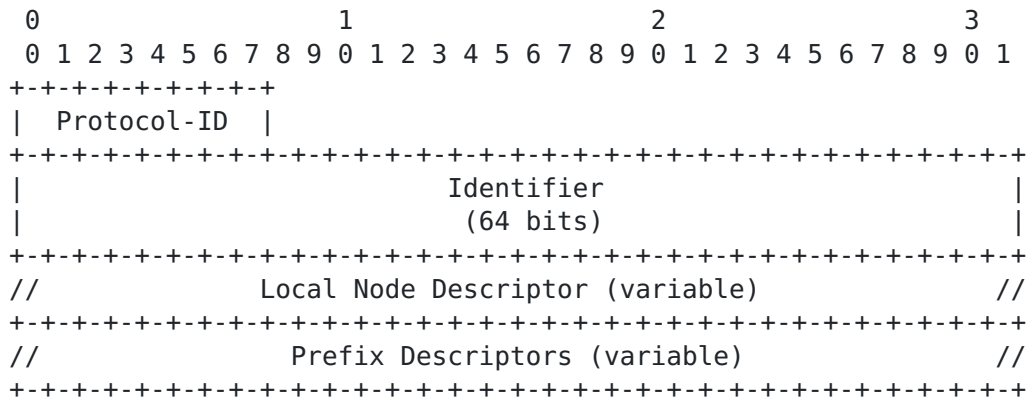 0                   1                   2                   3
 0 1 2 3 4 5 6 7 8 9 0 1 2 3 4 5 6 7 8 9 0 1 2 3 4 5 6 7 8 9 0 1
+-+-+-+-+-+-+-+-+
|  Protocol-ID  |
+-+-+-+-+-+-+-+-+-+-+-+-+-+-+-+-+-+-+-+-+-+-+-+-+-+-+-+-+-+-+-+-+
|                           Identifier                          |
|                            (64 bits)                          |
+-+-+-+-+-+-+-+-+-+-+-+-+-+-+-+-+-+-+-+-+-+-+-+-+-+-+-+-+-+-+-+-+
//              Local Node Descriptor (variable)               //
+-+-+-+-+-+-+-+-+-+-+-+-+-+-+-+-+-+-+-+-+-+-+-+-+-+-+-+-+-+-+-+-+
//                Prefix Descriptors (variable)                //
+-+-+-+-+-+-+-+-+-+-+-+-+-+-+-+-+-+-+-+-+-+-+-+-+-+-+-+-+-+-+-+-+